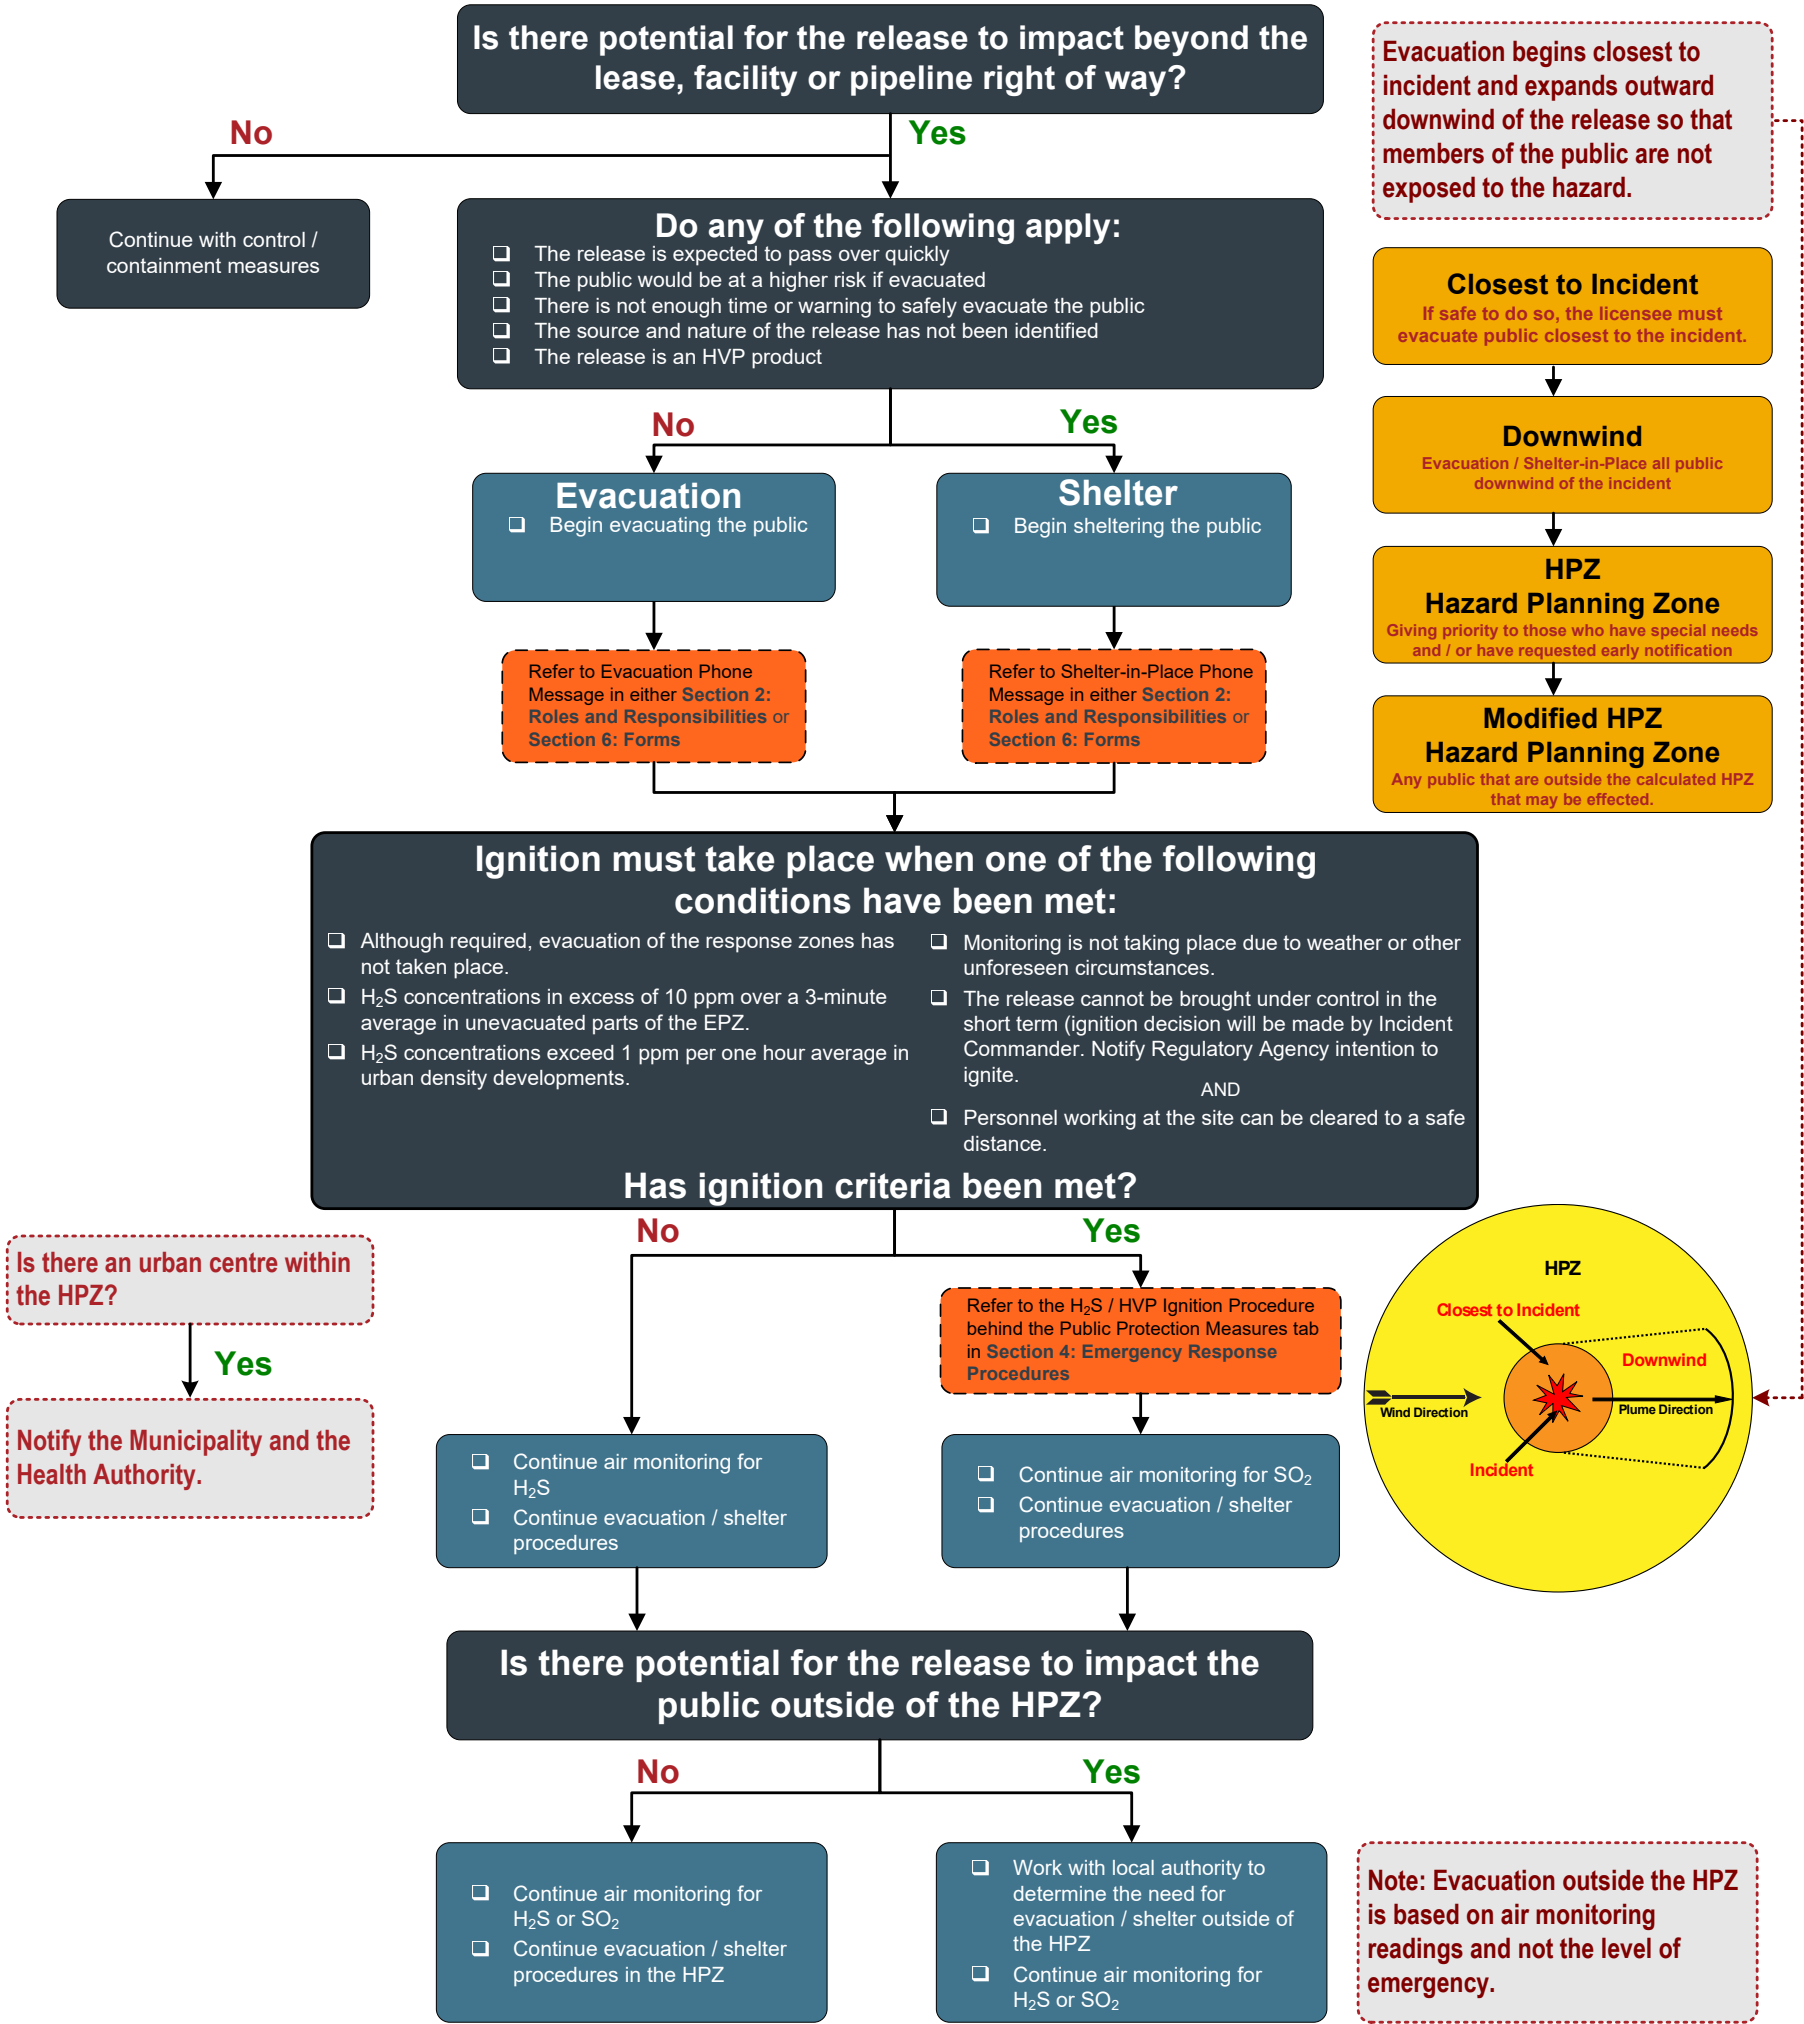 Is there potential for the release to impact beyond the
lease, facility or pipeline right of way?
No
Yes
Continue with control /
containment measures
Do any of the following apply:
❑ The release is expected to pass over quickly
❑ The public would be at a higher risk if evacuated
❑ There is not enough time or warning to safely evacuate the public
❑ The source and nature of the release has not been identified
❑ The release is an HVP product
No
Yes
Evacuation
❑ Begin evacuating the public
Shelter
❑ Begin sheltering the public
Refer to Evacuation Phone
Message in either Section 2:
Roles and Responsibilities or
Section 6: Forms
Refer to Shelter-in-Place Phone
Message in either Section 2:
Roles and Responsibilities or
Section 6: Forms
Evacuation begins closest to
incident and expands outward
downwind of the release so that
members of the public are not
exposed to the hazard.
Closest to Incident
If safe to do so, the licensee must
evacuate public closest to the incident.
Downwind
Evacuation / Shelter-in-Place all public
downwind of the incident
HPZ
Hazard Planning Zone
Giving priority to those who have special needs
and / or have requested early notification
Modified HPZ
Hazard Planning Zone
Any public that are outside the calculated HPZ
that may be effected.
Ignition must take place when one of the following
conditions have been met:
❑ Although required, evacuation of the response zones has
not taken place.
❑ H₂S concentrations in excess of 10 ppm over a 3-minute
average in unevacuated parts of the EPZ.
❑ H₂S concentrations exceed 1 ppm per one hour average in
urban density developments.
❑ Monitoring is not taking place due to weather or other
unforeseen circumstances.
❑ The release cannot be brought under control in the
short term (ignition decision will be made by Incident
Commander. Notify Regulatory Agency intention to
ignite.
AND
❑ Personnel working at the site can be cleared to a safe
distance.
Has ignition criteria been met?
No
Yes
Is there an urban centre within
the HPZ?
Yes
Notify the Municipality and the
Health Authority.
Refer to the H₂S / HVP Ignition Procedure
behind the Public Protection Measures tab
in Section 4: Emergency Response
Procedures
❑ Continue air monitoring for
H₂S
❑ Continue evacuation / shelter
procedures
❑ Continue air monitoring for SO₂
❑ Continue evacuation / shelter
procedures
HPZ
Closest to Incident
Downwind
Wind Direction
Plume Direction
Incident
Is there potential for the release to impact the
public outside of the HPZ?
No
Yes
❑ Continue air monitoring for
H₂S or SO₂
❑ Continue evacuation / shelter
procedures in the HPZ
❑ Work with local authority to
determine the need for
evacuation / shelter outside of
the HPZ
❑ Continue air monitoring for
H₂S or SO₂
Note: Evacuation outside the HPZ
is based on air monitoring
readings and not the level of
emergency.